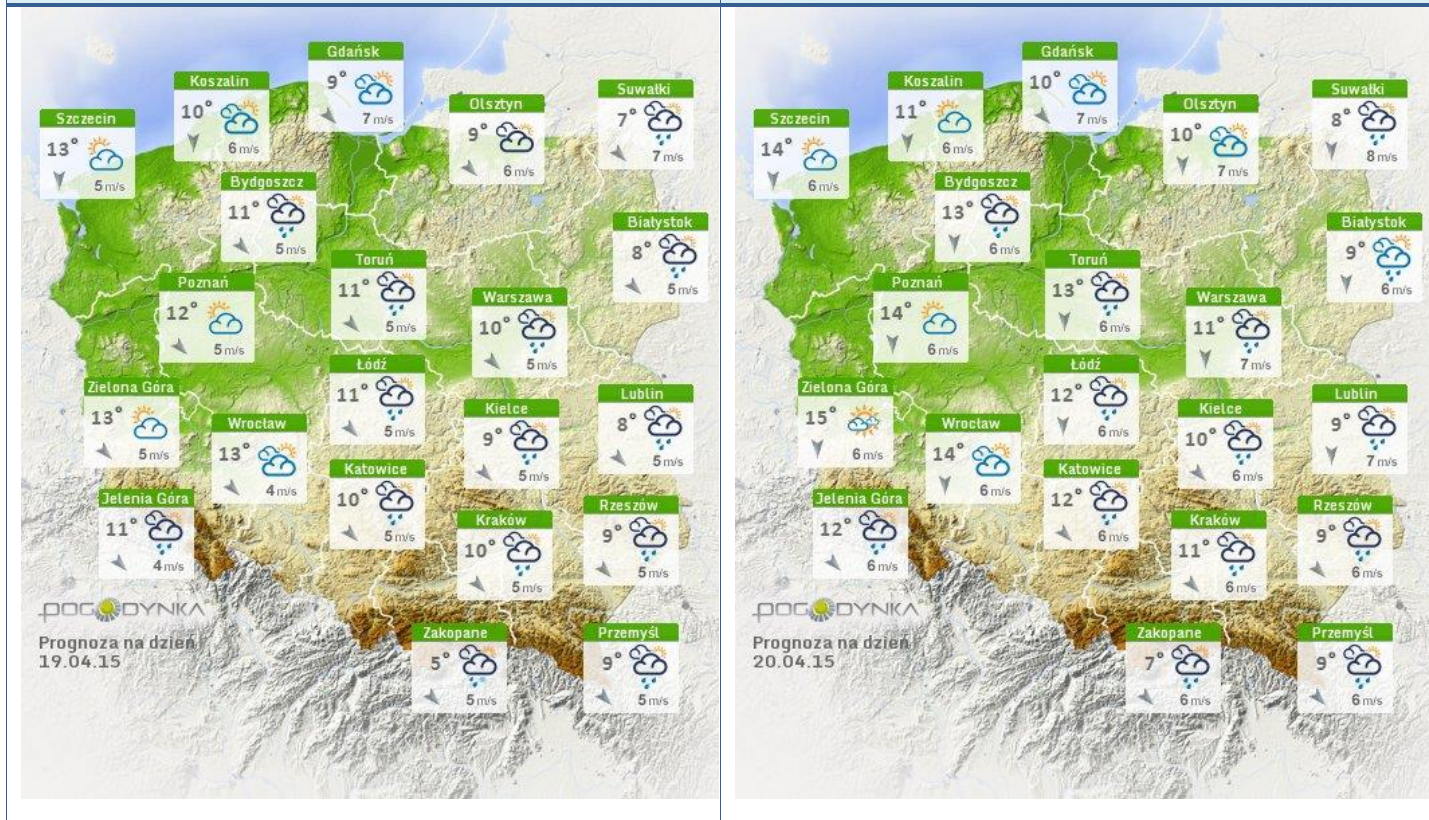 Gdańsk
9°
7 m/s
Koszalin
10°
6 m/s
Suwałki
7°
7 m/s
Olsztyn
9°
6 m/s
Szczecin
13°
5 m/s
Bydgoszcz
11°
5 m/s
Białystok
8°
5 m/s
Toruń
11°
5 m/s
Poznań
12°
5 m/s
Warszawa
10°
5 m/s
Łódź
11°
5 m/s
Zielona Góra
13°
5 m/s
Lublin
8°
5 m/s
Kielce
9°
5 m/s
Wrocław
13°
4 m/s
Katowice
10°
5 m/s
Jelenia Góra
11°
4 m/s
Rzeszów
9°
5 m/s
Kraków
10°
5 m/s
POGODYNKA
Zakopane
5°
5 m/s
Przemyśl
9°
5 m/s
Prognoza na dzień
19.04.15
Gdańsk
10°
7 m/s
Koszalin
11°
6 m/s
Suwałki
8°
8 m/s
Olsztyn
10°
7 m/s
Szczecin
14°
6 m/s
Bydgoszcz
13°
6 m/s
Białystok
9°
6 m/s
Toruń
13°
6 m/s
Poznań
14°
6 m/s
Warszawa
11°
7 m/s
Łódź
12°
6 m/s
Zielona Góra
15°
6 m/s
Lublin
9°
7 m/s
Kielce
10°
6 m/s
Wrocław
14°
6 m/s
Katowice
12°
6 m/s
Jelenia Góra
12°
6 m/s
Rzeszów
9°
6 m/s
Kraków
11°
6 m/s
POGODYNKA
Zakopane
7°
6 m/s
Przemyśl
9°
6 m/s
Prognoza na dzień
20.04.15